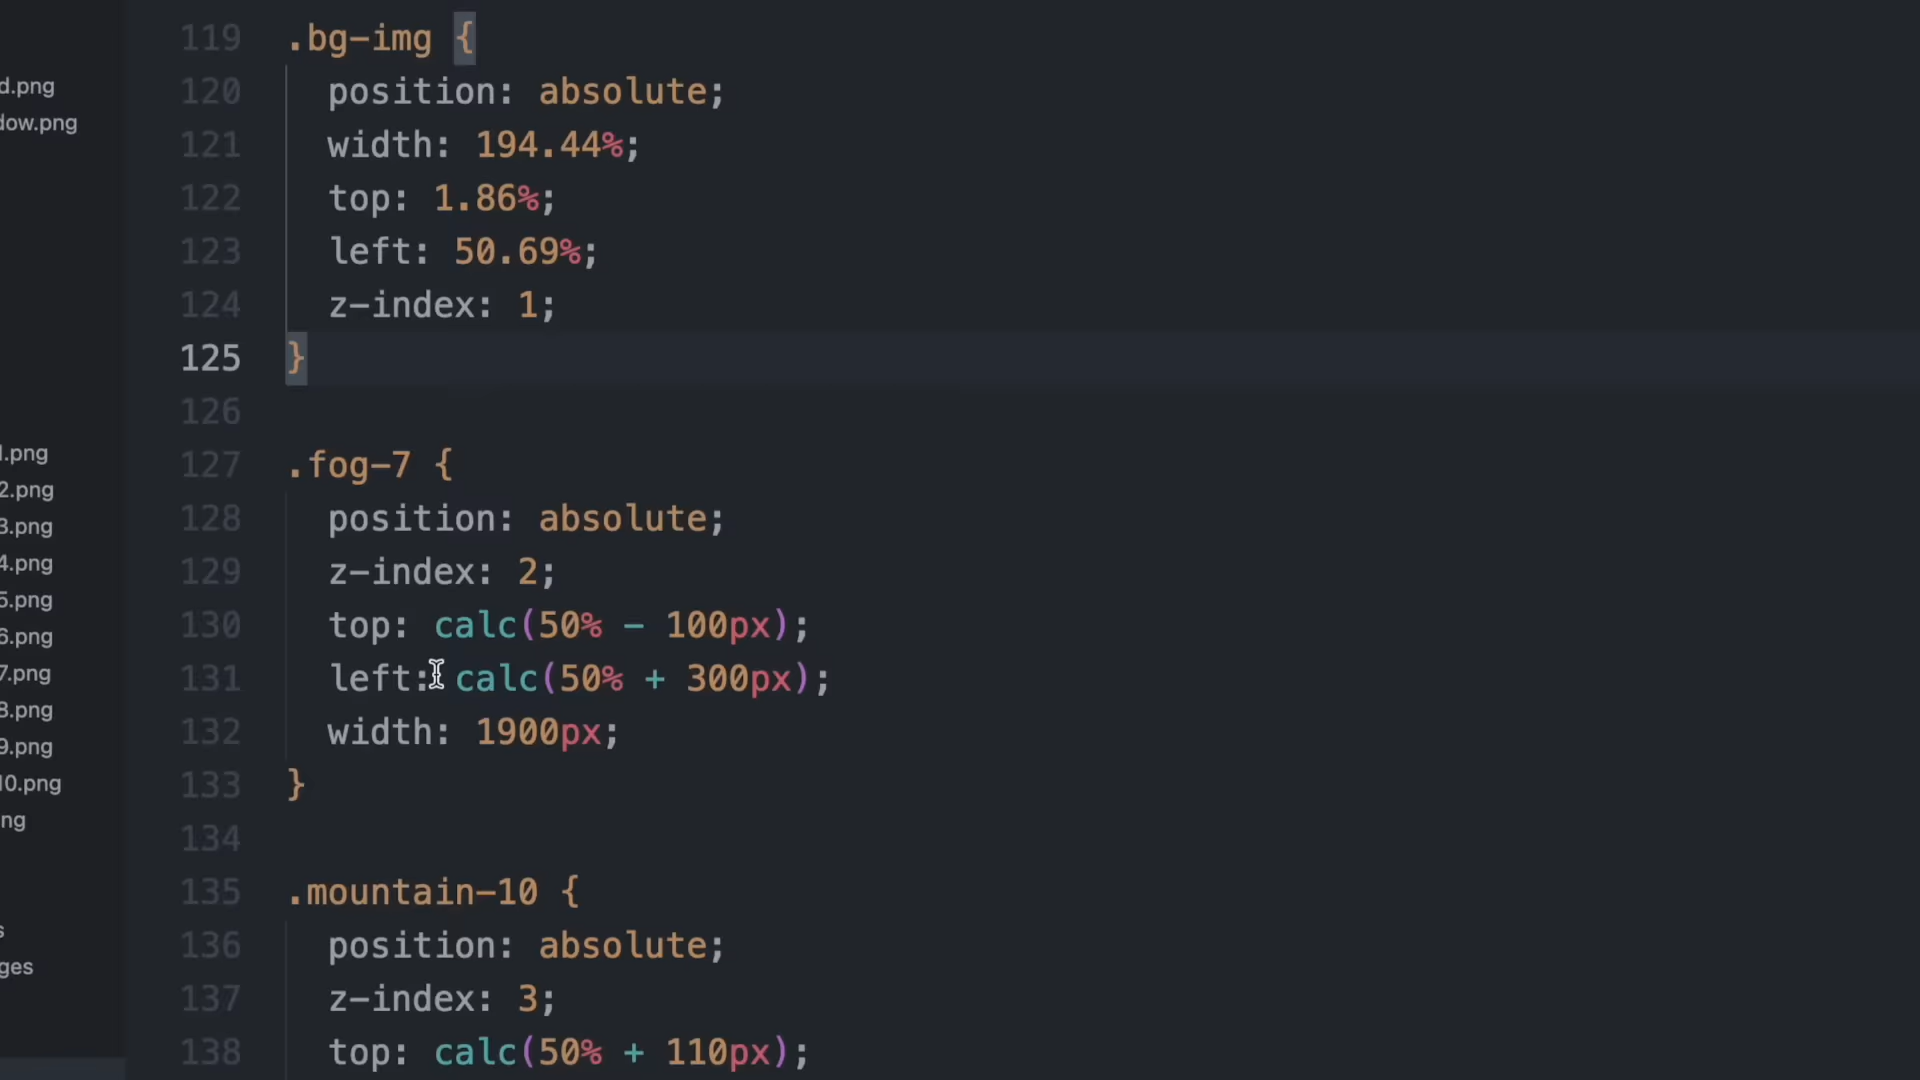 d.png
dow.png
.png
2.png
3.png
4.png
5.png
6.png
7.png
8.png
9.png
10.png
ng
s
ges
119 .bg-img {
120 position: absolute;
121 width: 194.44%;
122 top: 1.86%;
123 left: 50.69%;
124 z-index: 1;
125 }
126
127 .fog-7 {
128 position: absolute;
129 z-index: 2;
130 top: calc(50% - 100px);
131 left: calc(50% + 300px);
132 width: 1900px;
133 }
134
135 .mountain-10 {
136 position: absolute;
137 z-index: 3;
138 top: calc(50% + 110px);